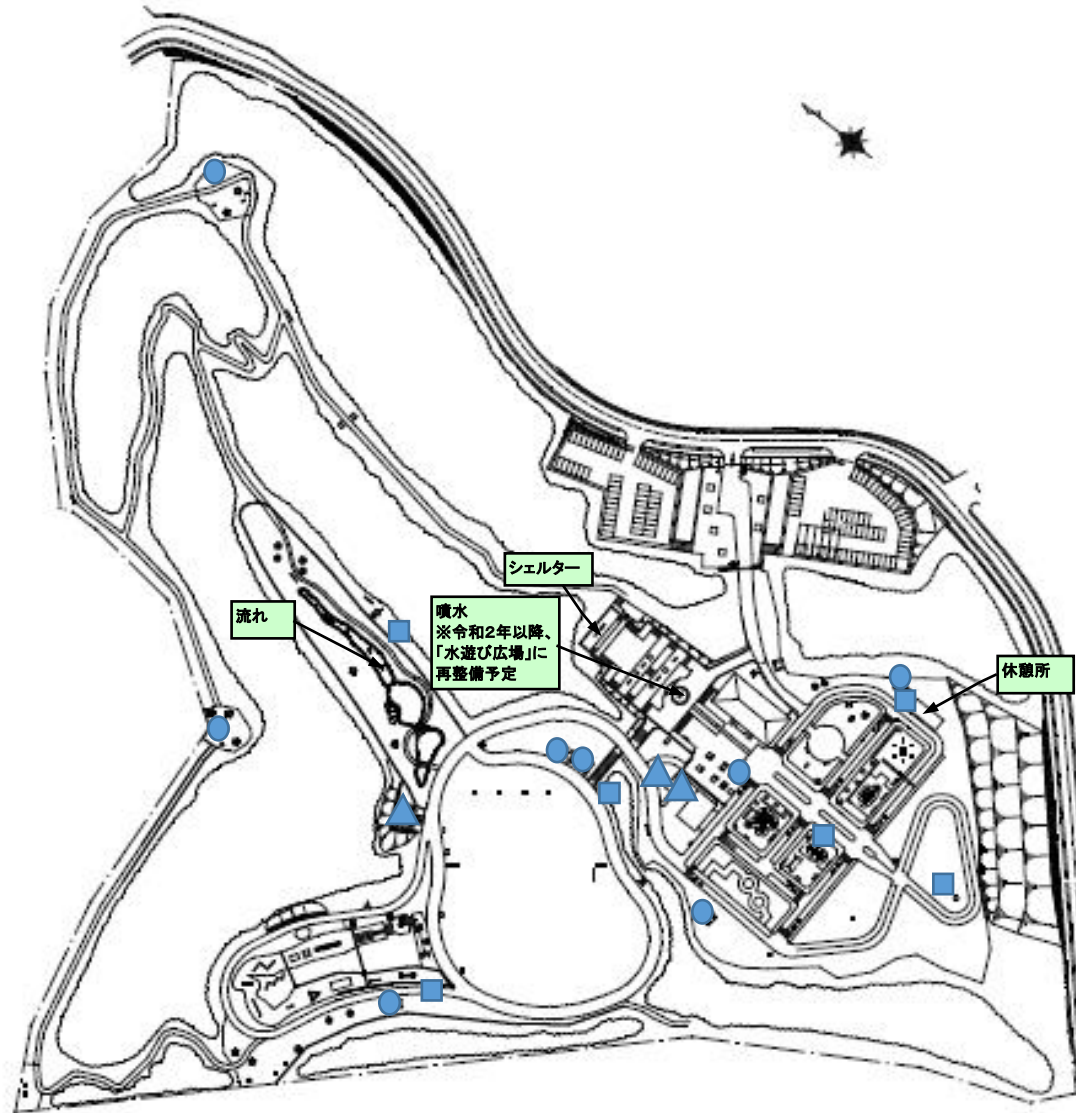 シェルター
噴水
※令和2年以降、
「水遊び広場」に
再整備予定
流れ
休憩所